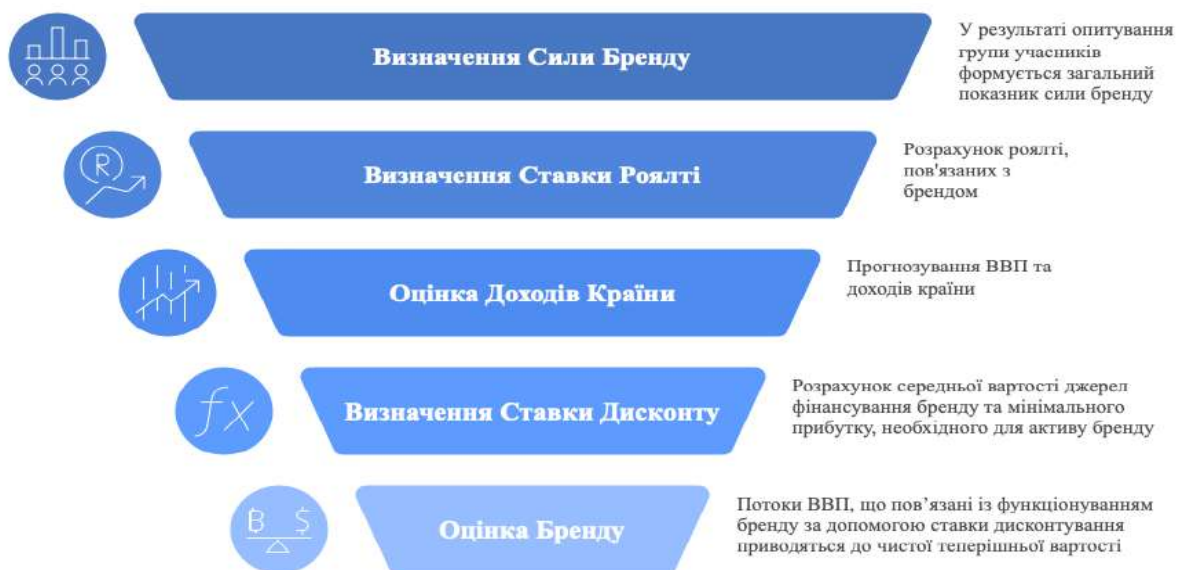 Визначення Сили Бренду
У результаті опитування
групи учасників
формується загальний
показник сили бренду
R
Визначення Ставки Роялті
Розрахунок роялті,
пов'язаних з
брендом
Оцінка Доходів Країни
Прогнозування ВВП та
доходів країни
fx
Визначення Ставки Дисконту
Розрахунок середньої вартості джерел
фінансування бренду та мінімального
прибутку, необхідного для активу бренду
B $
Оцінка Бренду
Потоки ВВП, що пов’язані із функціонуванням
бренду за допомогою ставки дисконтування
приводяться до чистої теперішньої вартості